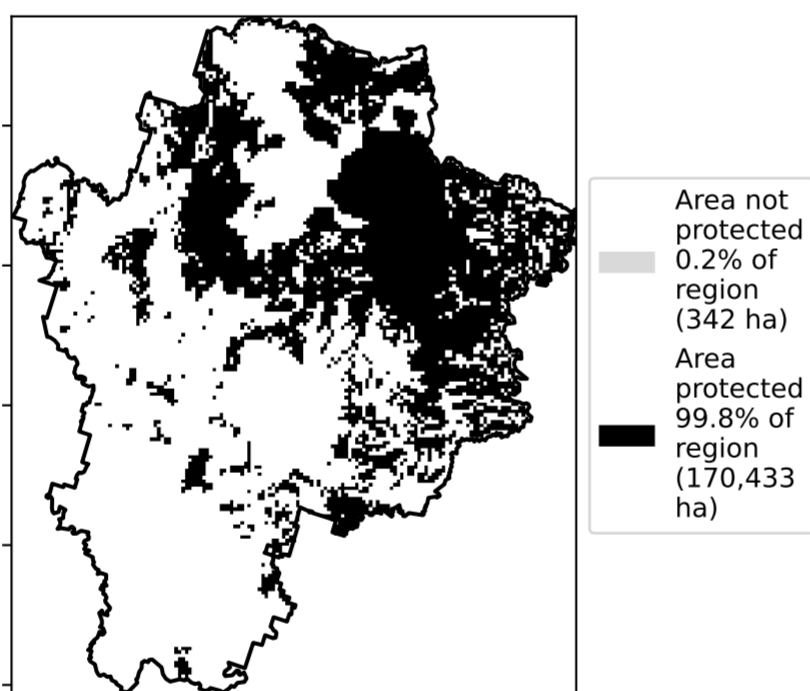 Area not
protected
0.2% of
region
(342 ha)
Area
protected
99.8% of
region
(170,433
ha)